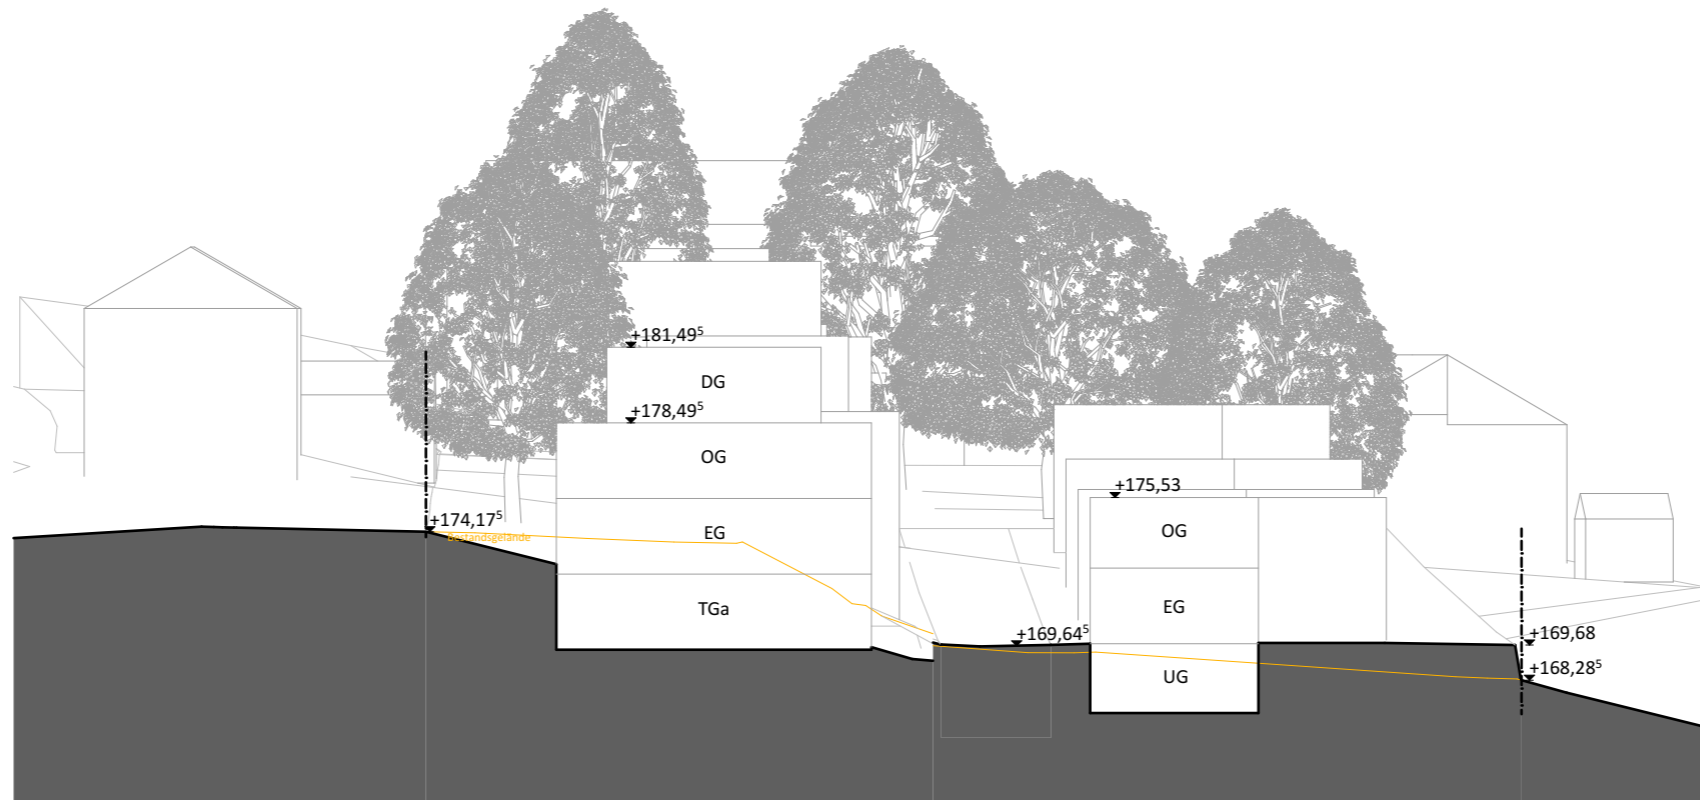 +181,49⁵
DG
+178,49⁵
OG
+175,53
+174,17⁵
Bestandsgelände
EG
OG
TGa
EG
+169,64⁵
+169,68
+168,28⁵
UG